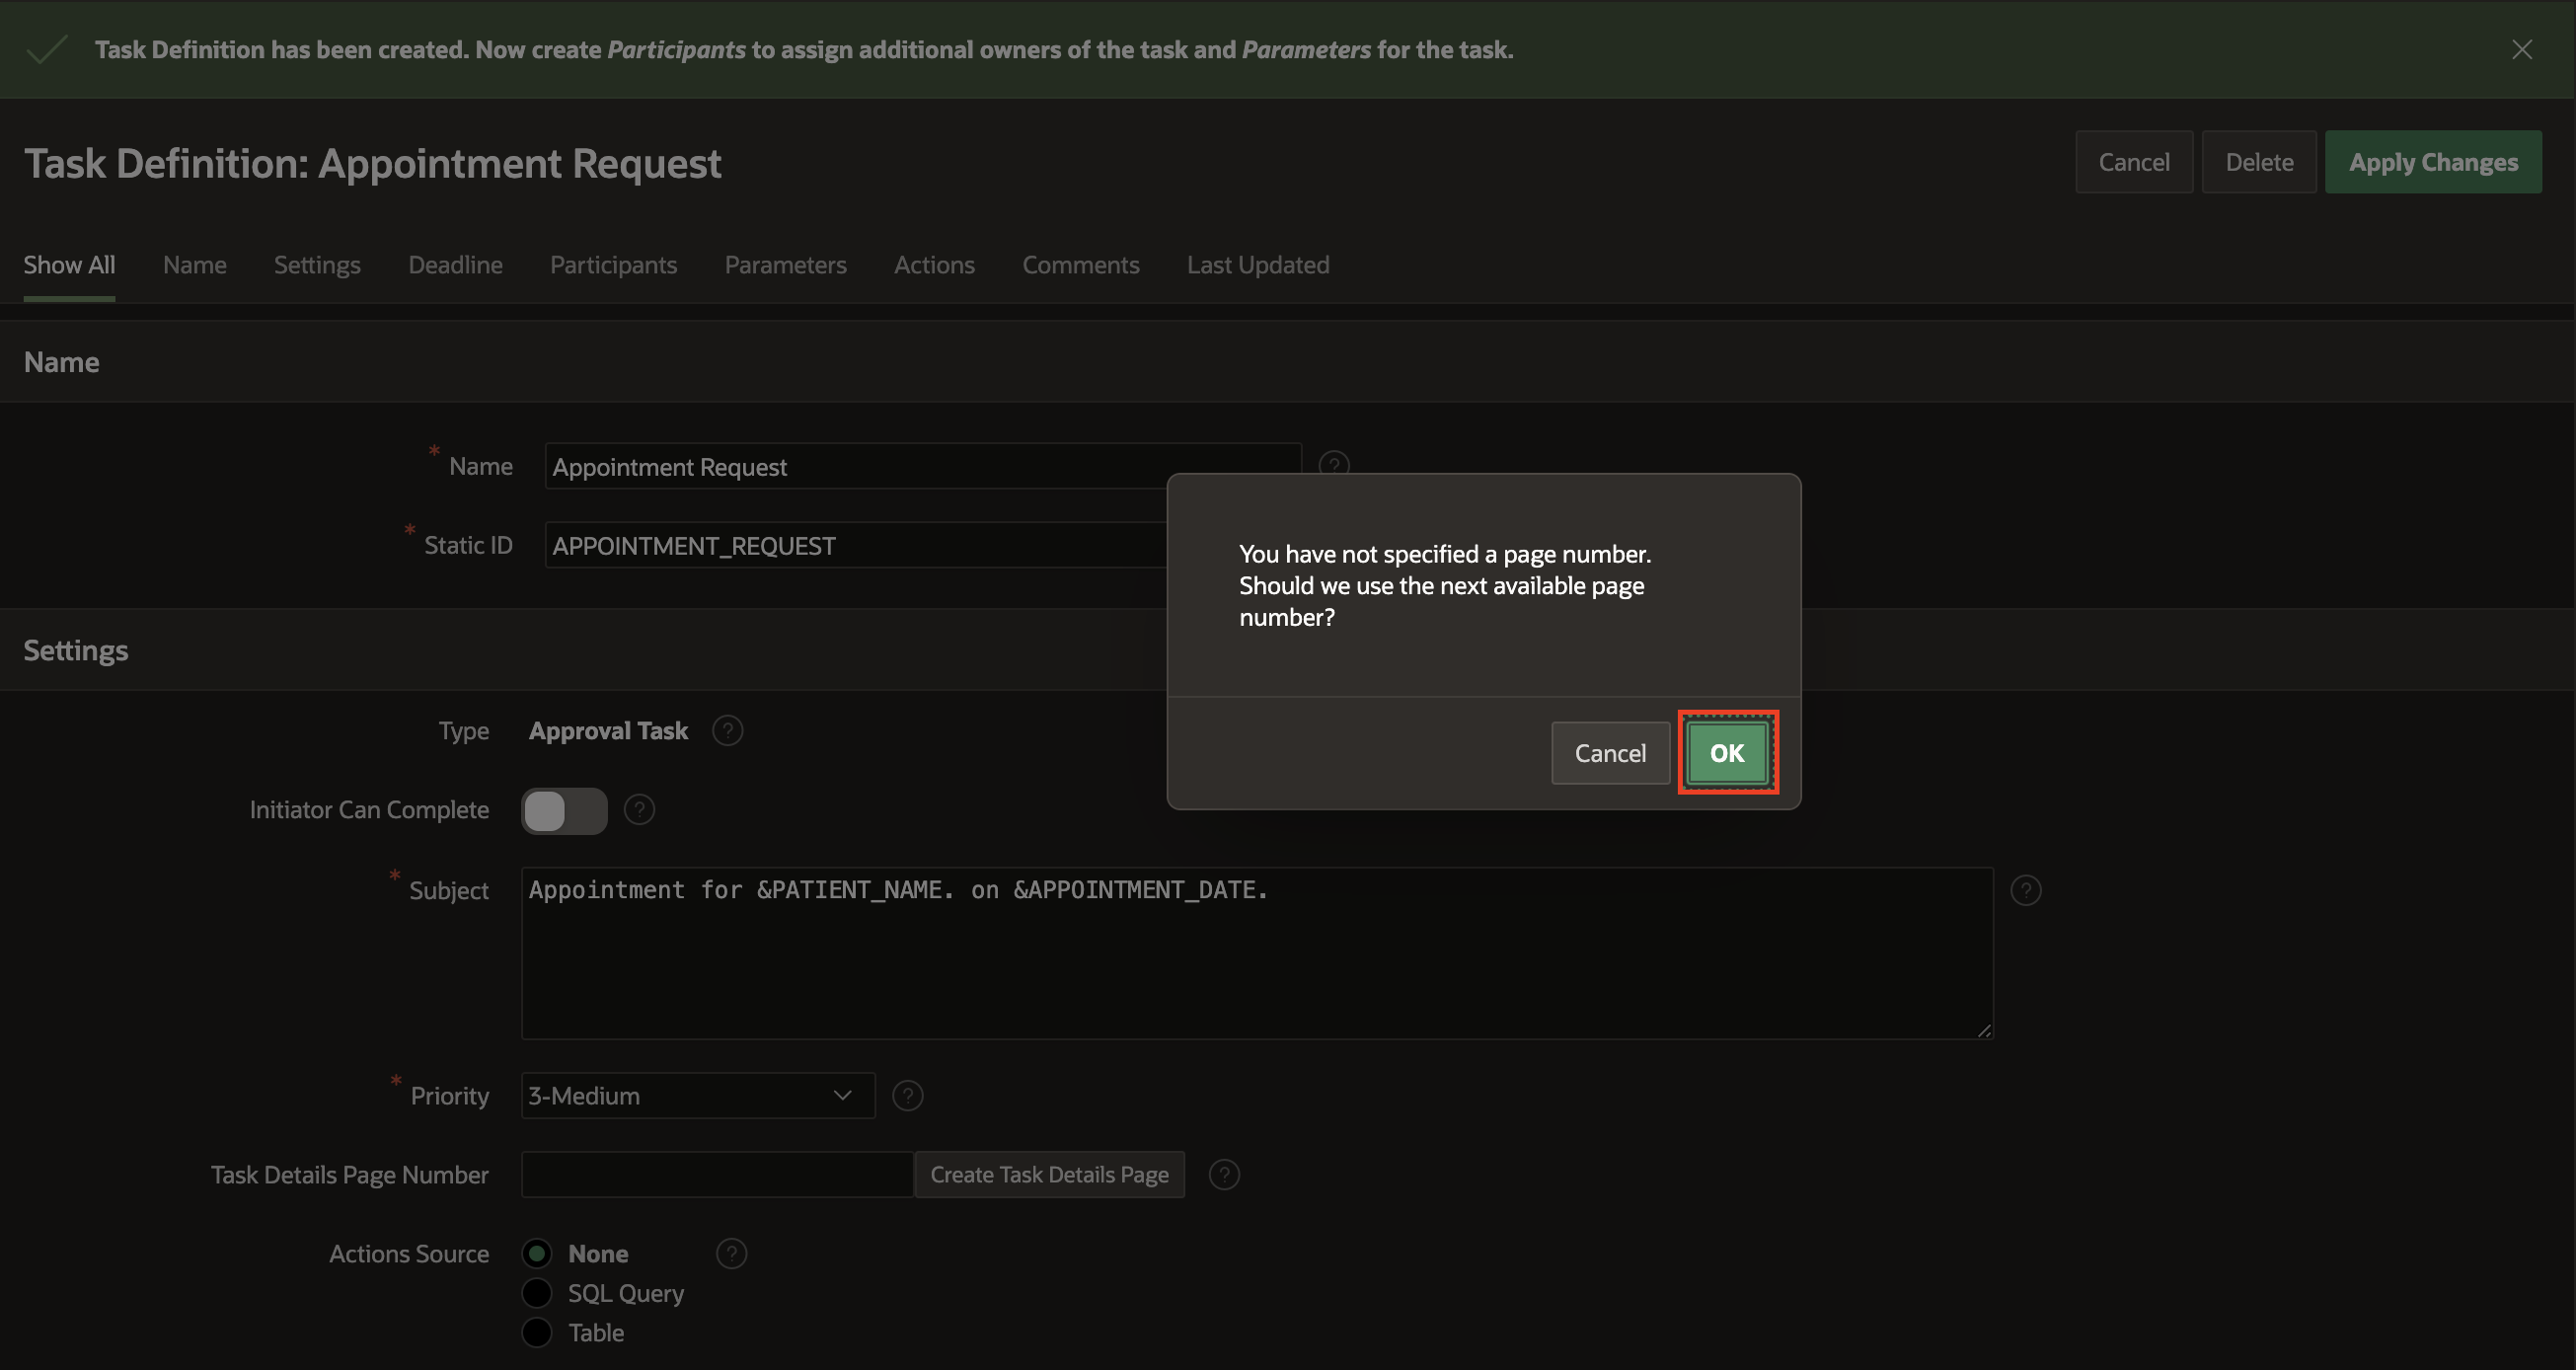 Task Definition has been created. Now create Participants to assign additional owners of the task and Parameters for the task.
Task Definition: Appointment Request
Cancel
Delete
Apply Changes
Show All
Name
Settings
Deadline
Participants
Parameters
Actions
Comments
Last Updated
Name
* Name
Appointment Request
?
* Static ID
APPOINTMENT_REQUEST
You have not specified a page number.
Should we use the next available page
number?
Cancel
OK
Settings
Type
Approval Task
?
Initiator Can Complete
?
* Subject
Appointment for &PATIENT_NAME. on &APPOINTMENT_DATE.
?
* Priority
3-Medium
?
Task Details Page Number
Create Task Details Page
?
Actions Source
None
?
SQL Query
Table